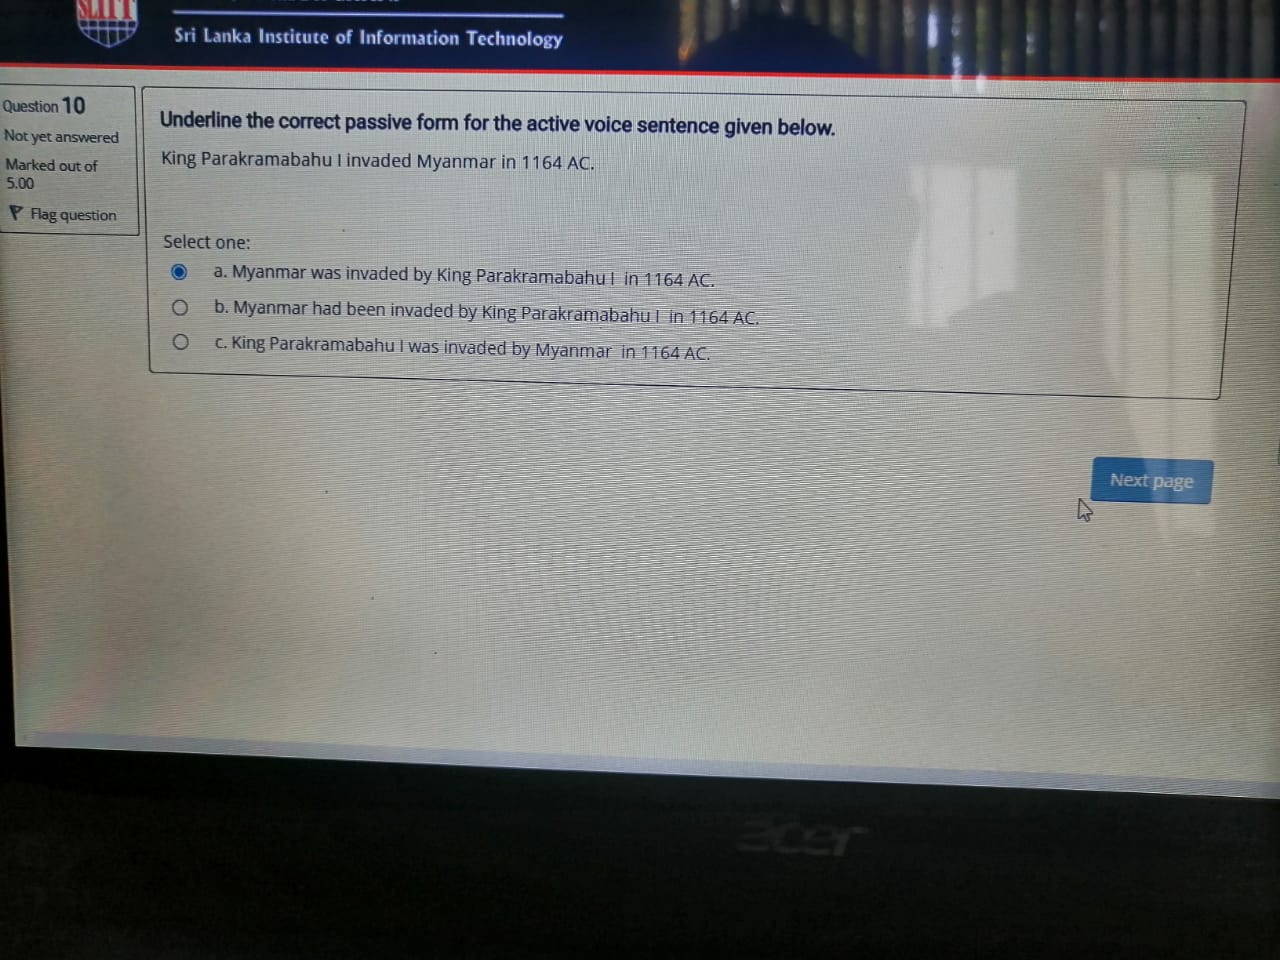 SLIIT
Sri Lanka Institute of Information Technology
Question 10
Not yet answered
Marked out of
5.00
Flag question
Underline the correct passive form for the active voice sentence given below.
King Parakramabahu I invaded Myanmar in 1164 AC.
Select one:
a. Myanmar was invaded by King Parakramabahu I in 1164 AC.
b. Myanmar had been invaded by King Parakramabahu I in 1164 AC.
c. King Parakramabahu I was invaded by Myanmar in 1164 AC.
Next page
acer